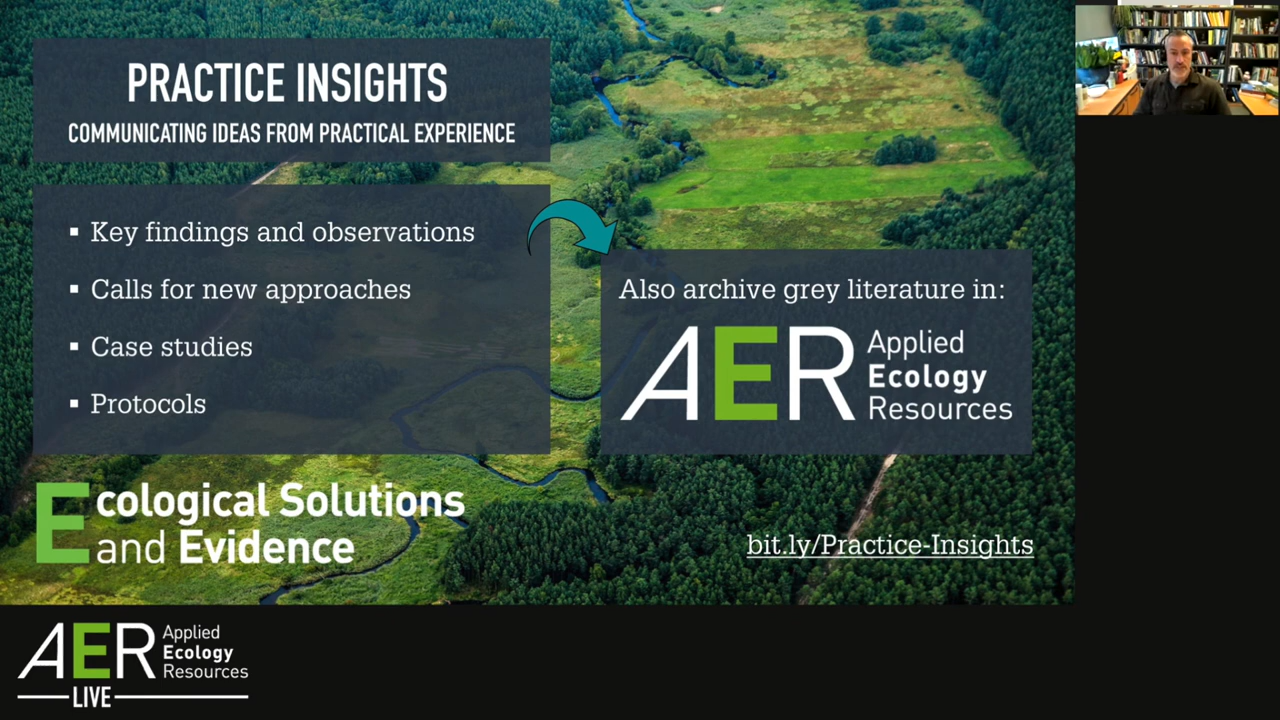 PRACTICE INSIGHTS
COMMUNICATING IDEAS FROM PRACTICAL EXPERIENCE
▪ Key findings and observations
▪ Calls for new approaches
▪ Case studies
▪ Protocols
Also archive grey literature in:
AER
Applied
Ecology
Resources
Ecological Solutions
and Evidence
bit.ly/Practice-Insights
AER
Applied
Ecology
Resources
LIVE